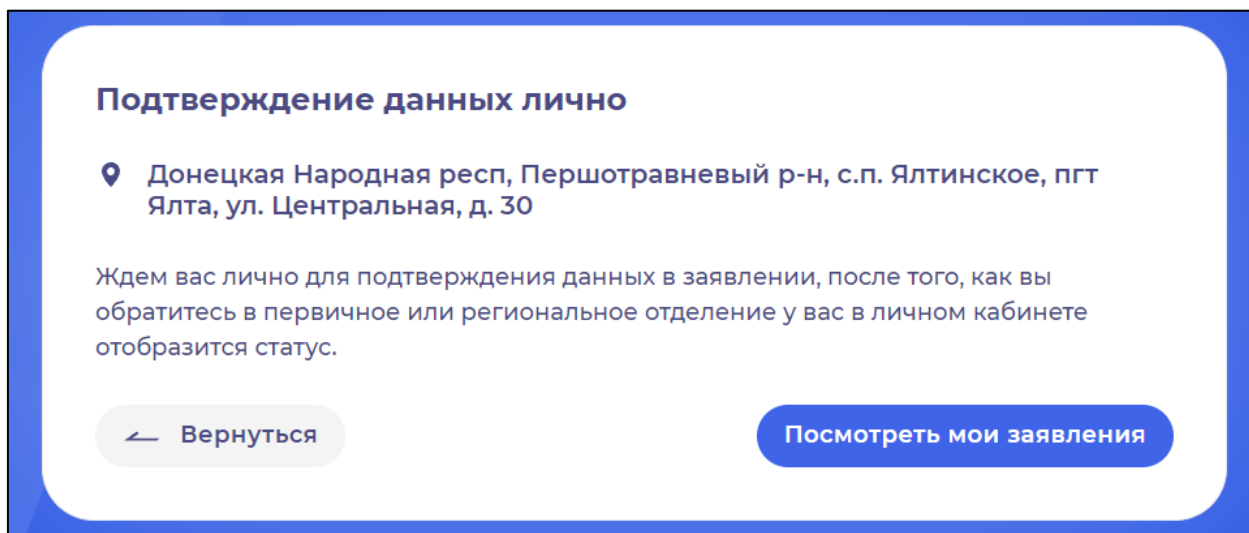 Подтверждение данных лично
Донецкая Народная респ, Першотравневый р-н, с.п. Ялтинское, пгт
Ялта, ул. Центральная, д. 30
Ждем вас лично для подтверждения данных в заявлении, после того, как вы
обратитесь в первичное или региональное отделение у вас в личном кабинете
отобразится статус.
Вернуться
Посмотреть мои заявления